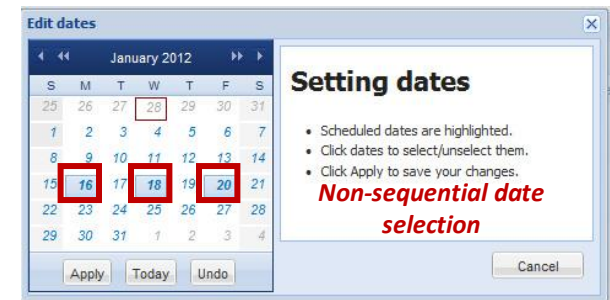 Edit dates
January 2012
S M T W T F S
25 26 27 28 29 30 31
1 2 3 4 5 6 7
8 9 10 11 12 13 14
15 16 17 18 19 20 21
22 23 24 25 26 27 28
29 30 31 1 2 3 4
Apply Today Undo
Setting dates
• Scheduled dates are highlighted.
• Click dates to select/unselect them.
• Click Apply to save your changes.
Non-sequential date
selection
Cancel